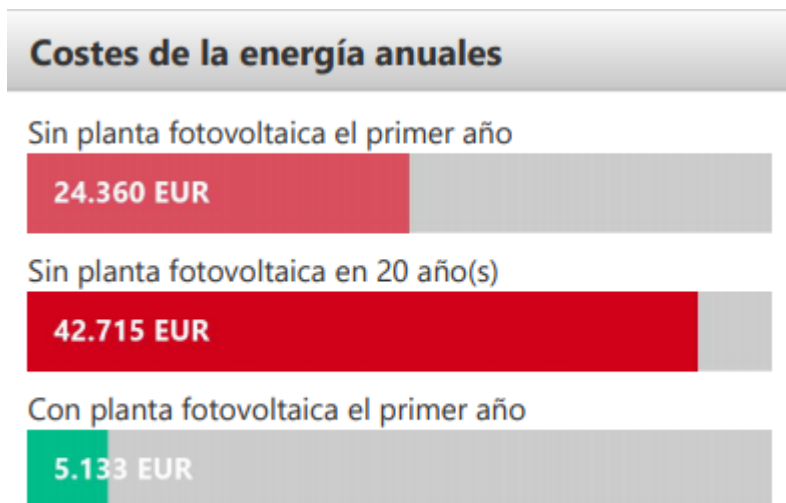 Costes de la energía anuales
Sin planta fotovoltaica el primer año
24.360 EUR
Sin planta fotovoltaica en 20 año(s)
42.715 EUR
Con planta fotovoltaica el primer año
5.133 EUR